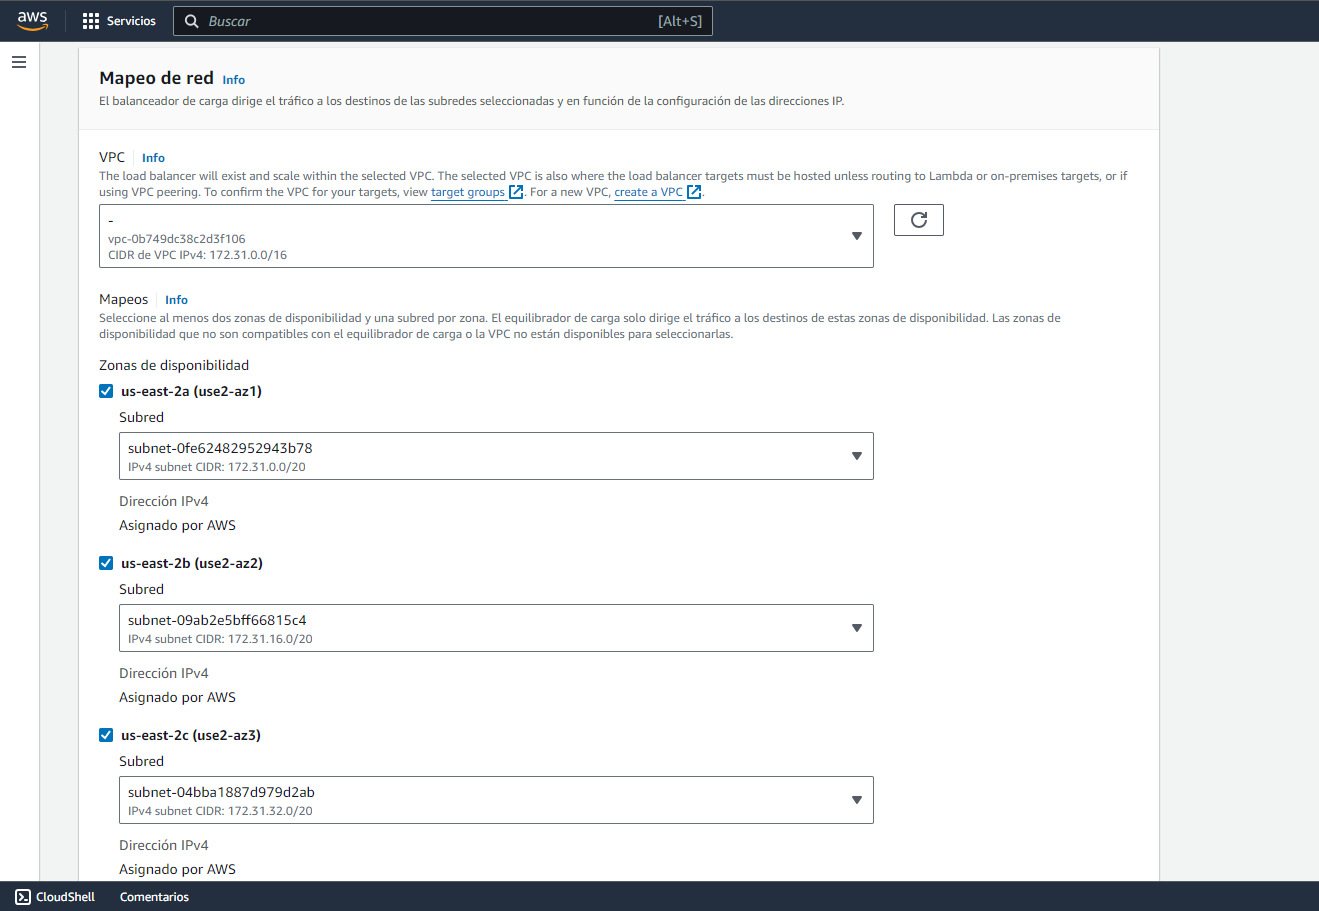 aws
Servicios
Buscar
[Alt+S]
Mapeo de red Info
El balanceador de carga dirige el tráfico a los destinos de las subredes seleccionadas y en función de la configuración de las direcciones IP.
VPC Info
The load balancer will exist and scale within the selected VPC. The selected VPC is also where the load balancer targets must be hosted unless routing to Lambda or on-premises targets, or if
using VPC peering. To confirm the VPC for your targets, view target groups. For a new VPC, create a VPC.
-
vpc-0b749dc38c2d3f106
CIDR de VPC IPv4: 172.31.0.0/16
Mapeos Info
Seleccione al menos dos zonas de disponibilidad y una subred por zona. El equilibrador de carga solo dirige el tráfico a los destinos de estas zonas de disponibilidad. Las zonas de
disponibilidad que no son compatibles con el equilibrador de carga o la VPC no están disponibles para seleccionarlas.
Zonas de disponibilidad
us-east-2a (use2-az1)
Subred
subnet-0fe62482952943b78
IPv4 subnet CIDR: 172.31.0.0/20
Dirección IPv4
Asignado por AWS
us-east-2b (use2-az2)
Subred
subnet-09ab2e5bff66815c4
IPv4 subnet CIDR: 172.31.16.0/20
Dirección IPv4
Asignado por AWS
us-east-2c (use2-az3)
Subred
subnet-04bba1887d979d2ab
IPv4 subnet CIDR: 172.31.32.0/20
Dirección IPv4
Asignado por AWS
CloudShell
Comentarios